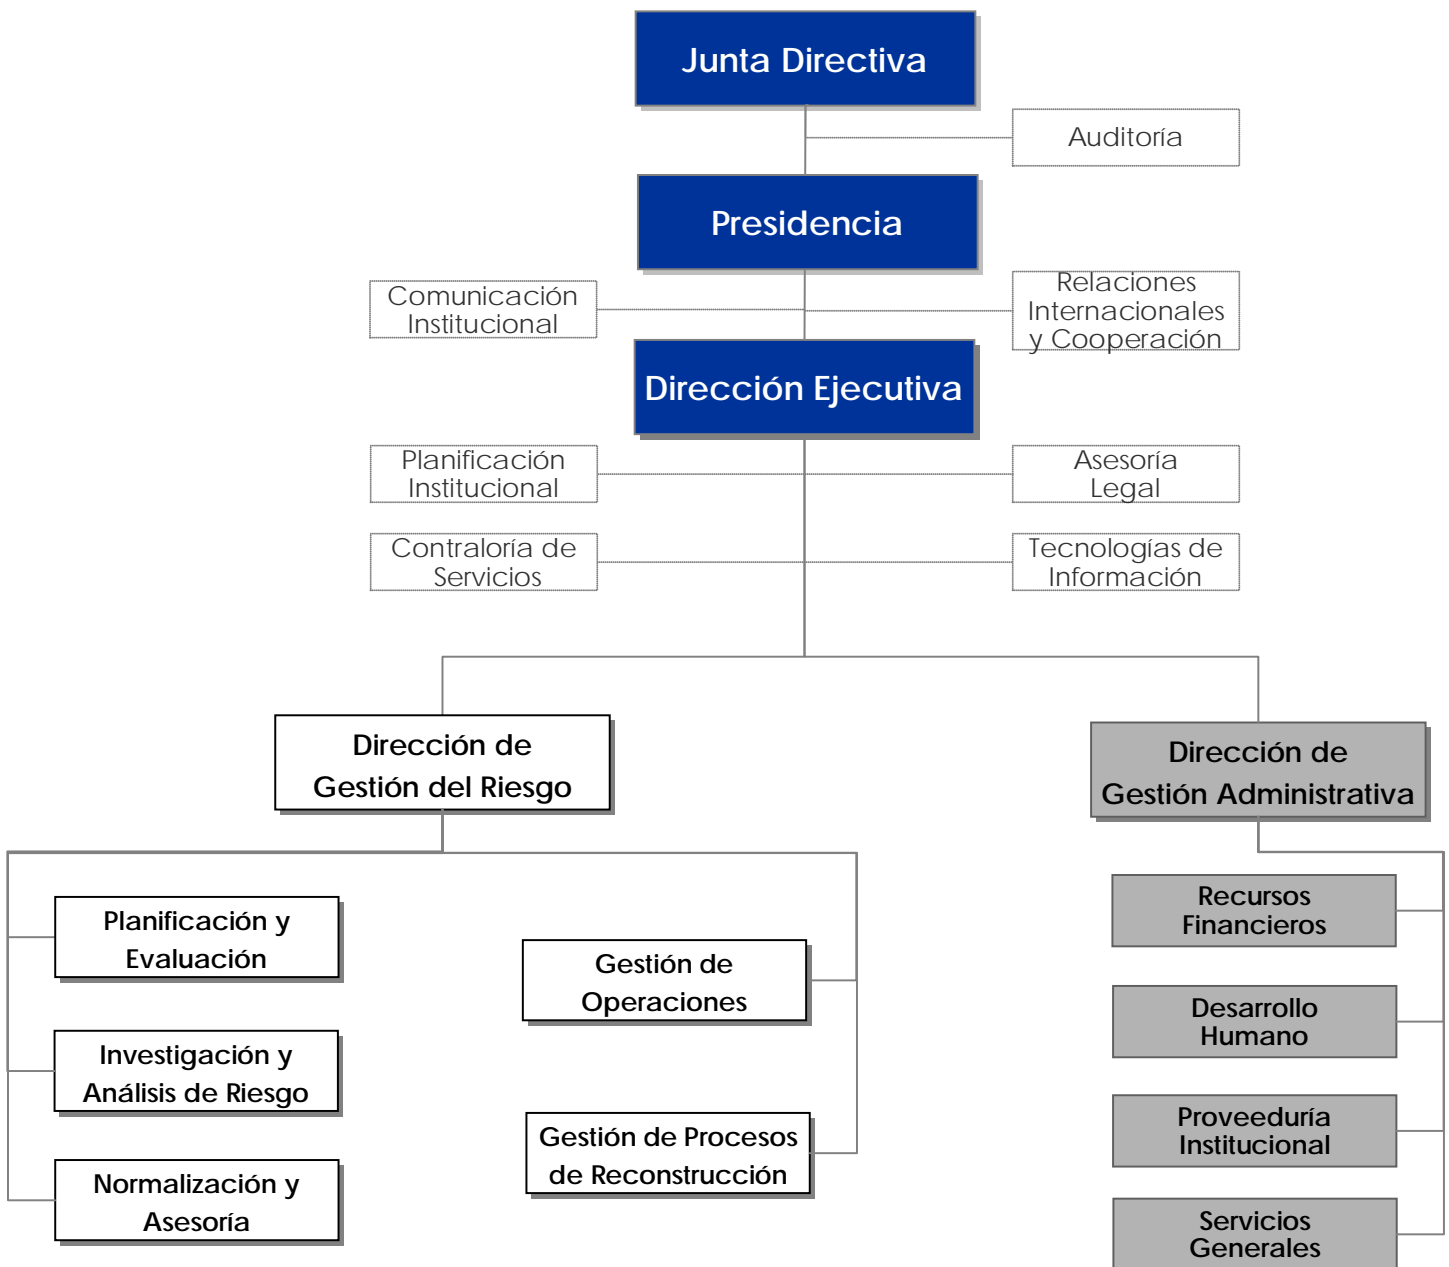 Junta Directiva
Auditoría
Presidencia
Comunicación
Institucional
Relaciones
Internacionales
y Cooperación
Dirección Ejecutiva
Planificación
Institucional
Asesoría
Legal
Contraloría de
Servicios
Tecnologías de
Información
Dirección de
Gestión del Riesgo
Dirección de
Gestión Administrativa
Planificación y
Evaluación
Investigación y
Análisis de Riesgo
Normalización y
Asesoría
Gestión de
Operaciones
Gestión de Procesos
de Reconstrucción
Recursos
Financieros
Desarrollo
Humano
Proveeduría
Institucional
Servicios
Generales